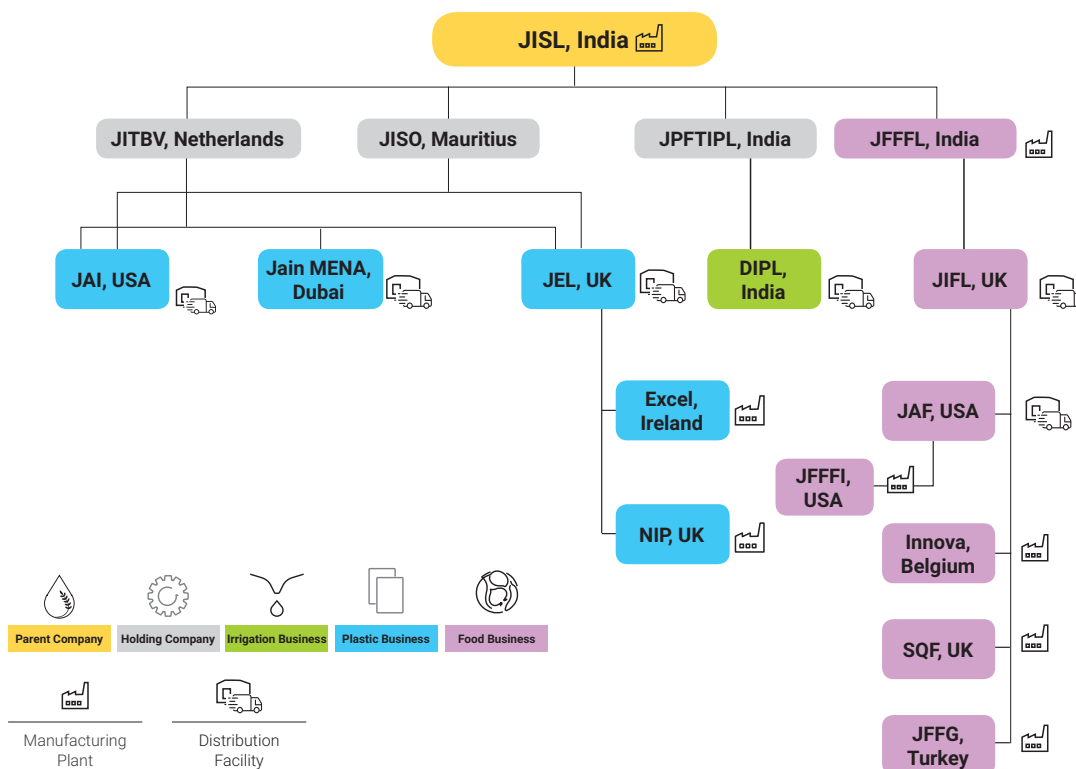 JISL, India
JITBV, Netherlands
JISO, Mauritius
JPFTIPL, India
JFFFL, India
JAI, USA
Jain MENA,
Dubai
JEL, UK
DIPL,
India
JIFL, UK
Excel,
Ireland
JAF, USA
JFFFI,
USA
NIP, UK
Innova,
Belgium
SQF, UK
JFFG,
Turkey
Parent Company
Holding Company
Irrigation Business
Plastic Business
Food Business
Manufacturing
Plant
Distribution
Facility